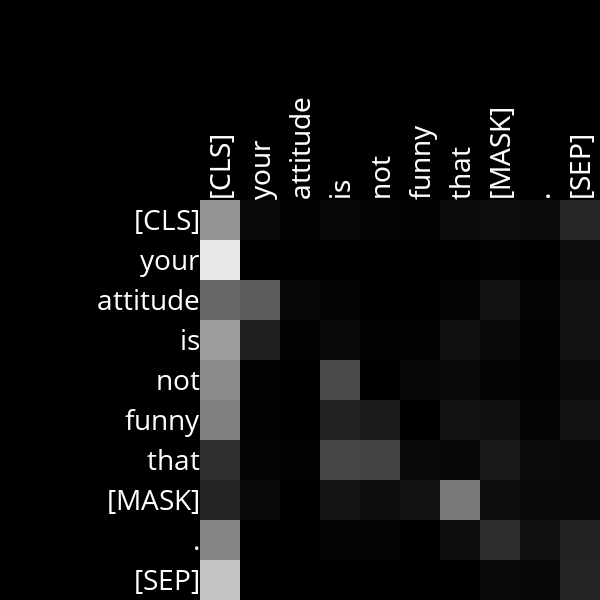 [CLS]
your
attitude
is
not
funny
that
[MASK]
.
[SEP]
[CLS]
your
attitude
is
not
funny
that
[MASK]
.
[SEP]